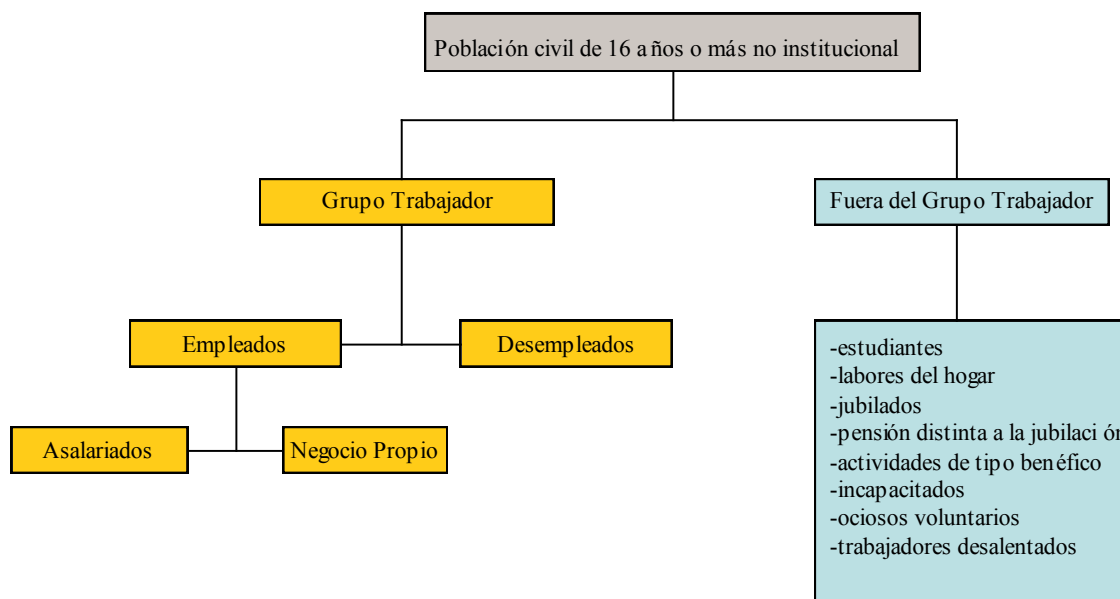 Población civil de 16 años o más no institucional
Grupo Trabajador
Fuera del Grupo Trabajador
Empleados
Desempleados
Asalariados
Negocio Propio
-estudiantes
-labores del hogar
-jubilados
-pensión distinta a la jubilación
-actividades de tipo benéfico
-incapacitados
-ociosos voluntarios
-trabajadores desalentados